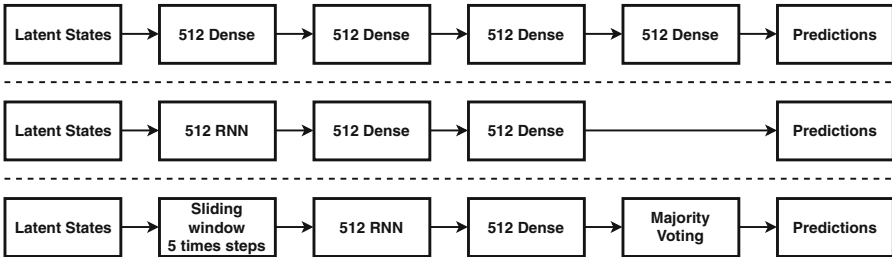 Latent States
512 Dense
512 Dense
512 Dense
512 Dense
Predictions
Latent States
512 RNN
512 Dense
512 Dense
Predictions
Latent States
Sliding
window
5 times steps
512 RNN
512 Dense
Majority
Voting
Predictions